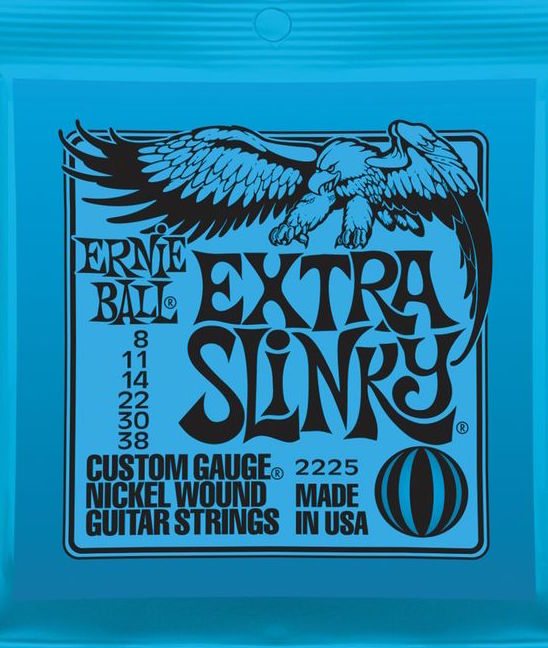 ERNiE
BALL®
EXTRA
SLiNKY®
8
11
14
22
30
38
CUSTOM GAUGE®
NICKEL WOUND
GUITAR STRINGS
2225
MADE
IN USA